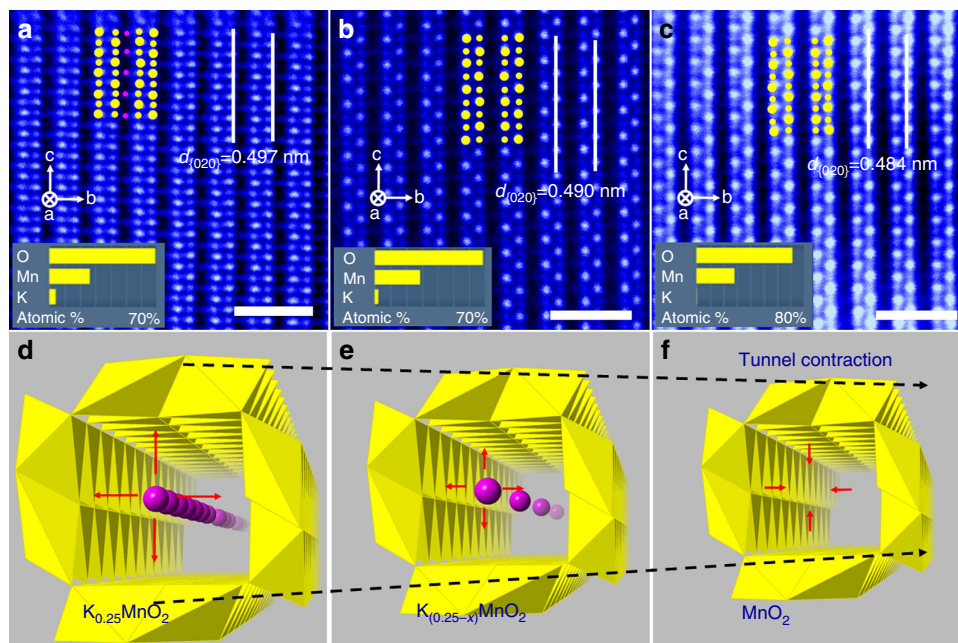 a
d{020}=0.497 nm
c
b
a
O
Mn
K
Atomic % 70%
b
d{020}=0.490 nm
c
b
a
O
Mn
K
Atomic % 70%
c
d{020}=0.484 nm
c
b
a
O
Mn
K
Atomic % 80%
d
K0.25MnO2
e
K(0.25–x)MnO2
f
Tunnel contraction
MnO2